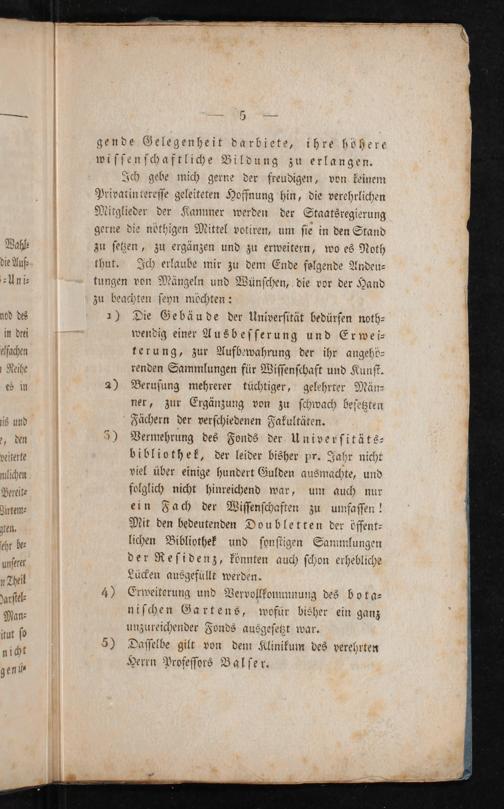 — 5 —
gende Gelegenheit darbiete, ihre höhere
wissenschaftliche Bildung zu erlangen.
Ich gebe mich gerne der freudigen, von keinem
Privatinteresse geleiteten Hoffnung hin, die verehrlichen
Mitglieder der Kammer werden der Staatsregierung
gerne die nöthigen Mittel votiren, um sie in den Stand
zu setzen, zu ergänzen und zu erweitern, wo es Noth
thut. Ich erlaube mir zu dem Ende folgende Andeu-
tungen von Mängeln und Wünschen, die vor der Hand
zu beachten seyn möchten:
1) Die Gebäude der Universität bedürfen noth-
wendig einer Ausbesserung und Erwei-
terung, zur Aufbewahrung der ihr angehö-
renden Sammlungen für Wissenschaft und Kunst.
2) Berufung mehrerer tüchtiger, gelehrter Män-
ner, zur Ergänzung von zu schwach besetzten
Fächern der verschiedenen Fakultäten.
3) Vermehrung des Fonds der Universitäts-
bibliothek, der leider bisher pr. Jahr nicht
viel über einige hundert Gulden ausmachte, und
folglich nicht hinreichend war, um auch nur
ein Fach der Wissenschaften zu umfassen!
Mit den bedeutenden Doubletten der öffent-
lichen Bibliothek und sonstigen Sammlungen
der Residenz, könnten auch schon erhebliche
Lücken ausgefüllt werden.
4) Erweiterung und Vervollkommnung des bota-
nischen Gartens, wofür bisher ein ganz
unzureichender Fonds ausgesetzt war.
5) Dasselbe gilt von dem Klinikum des verehrten
Herrn Professors Balser.